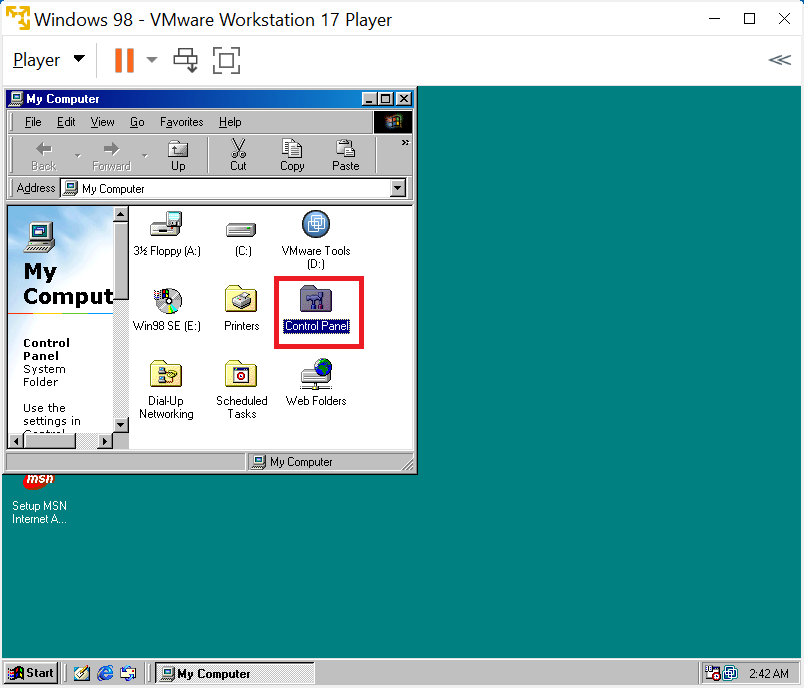 Windows 98 - VMware Workstation 17 Player
Player
My Computer
File Edit View Go Favorites Help
Back Forward Up Cut Copy Paste
Address My Computer
My
Comput
Control
Panel
System
Folder
Use the
settings in
3½ Floppy (A:)
(C:)
VMware Tools
(D:)
Win98 SE (E:)
Printers
Control Panel
Dial-Up
Networking
Scheduled
Tasks
Web Folders
My Computer
msn
Setup MSN
Internet A...
Start
My Computer
2:42 AM